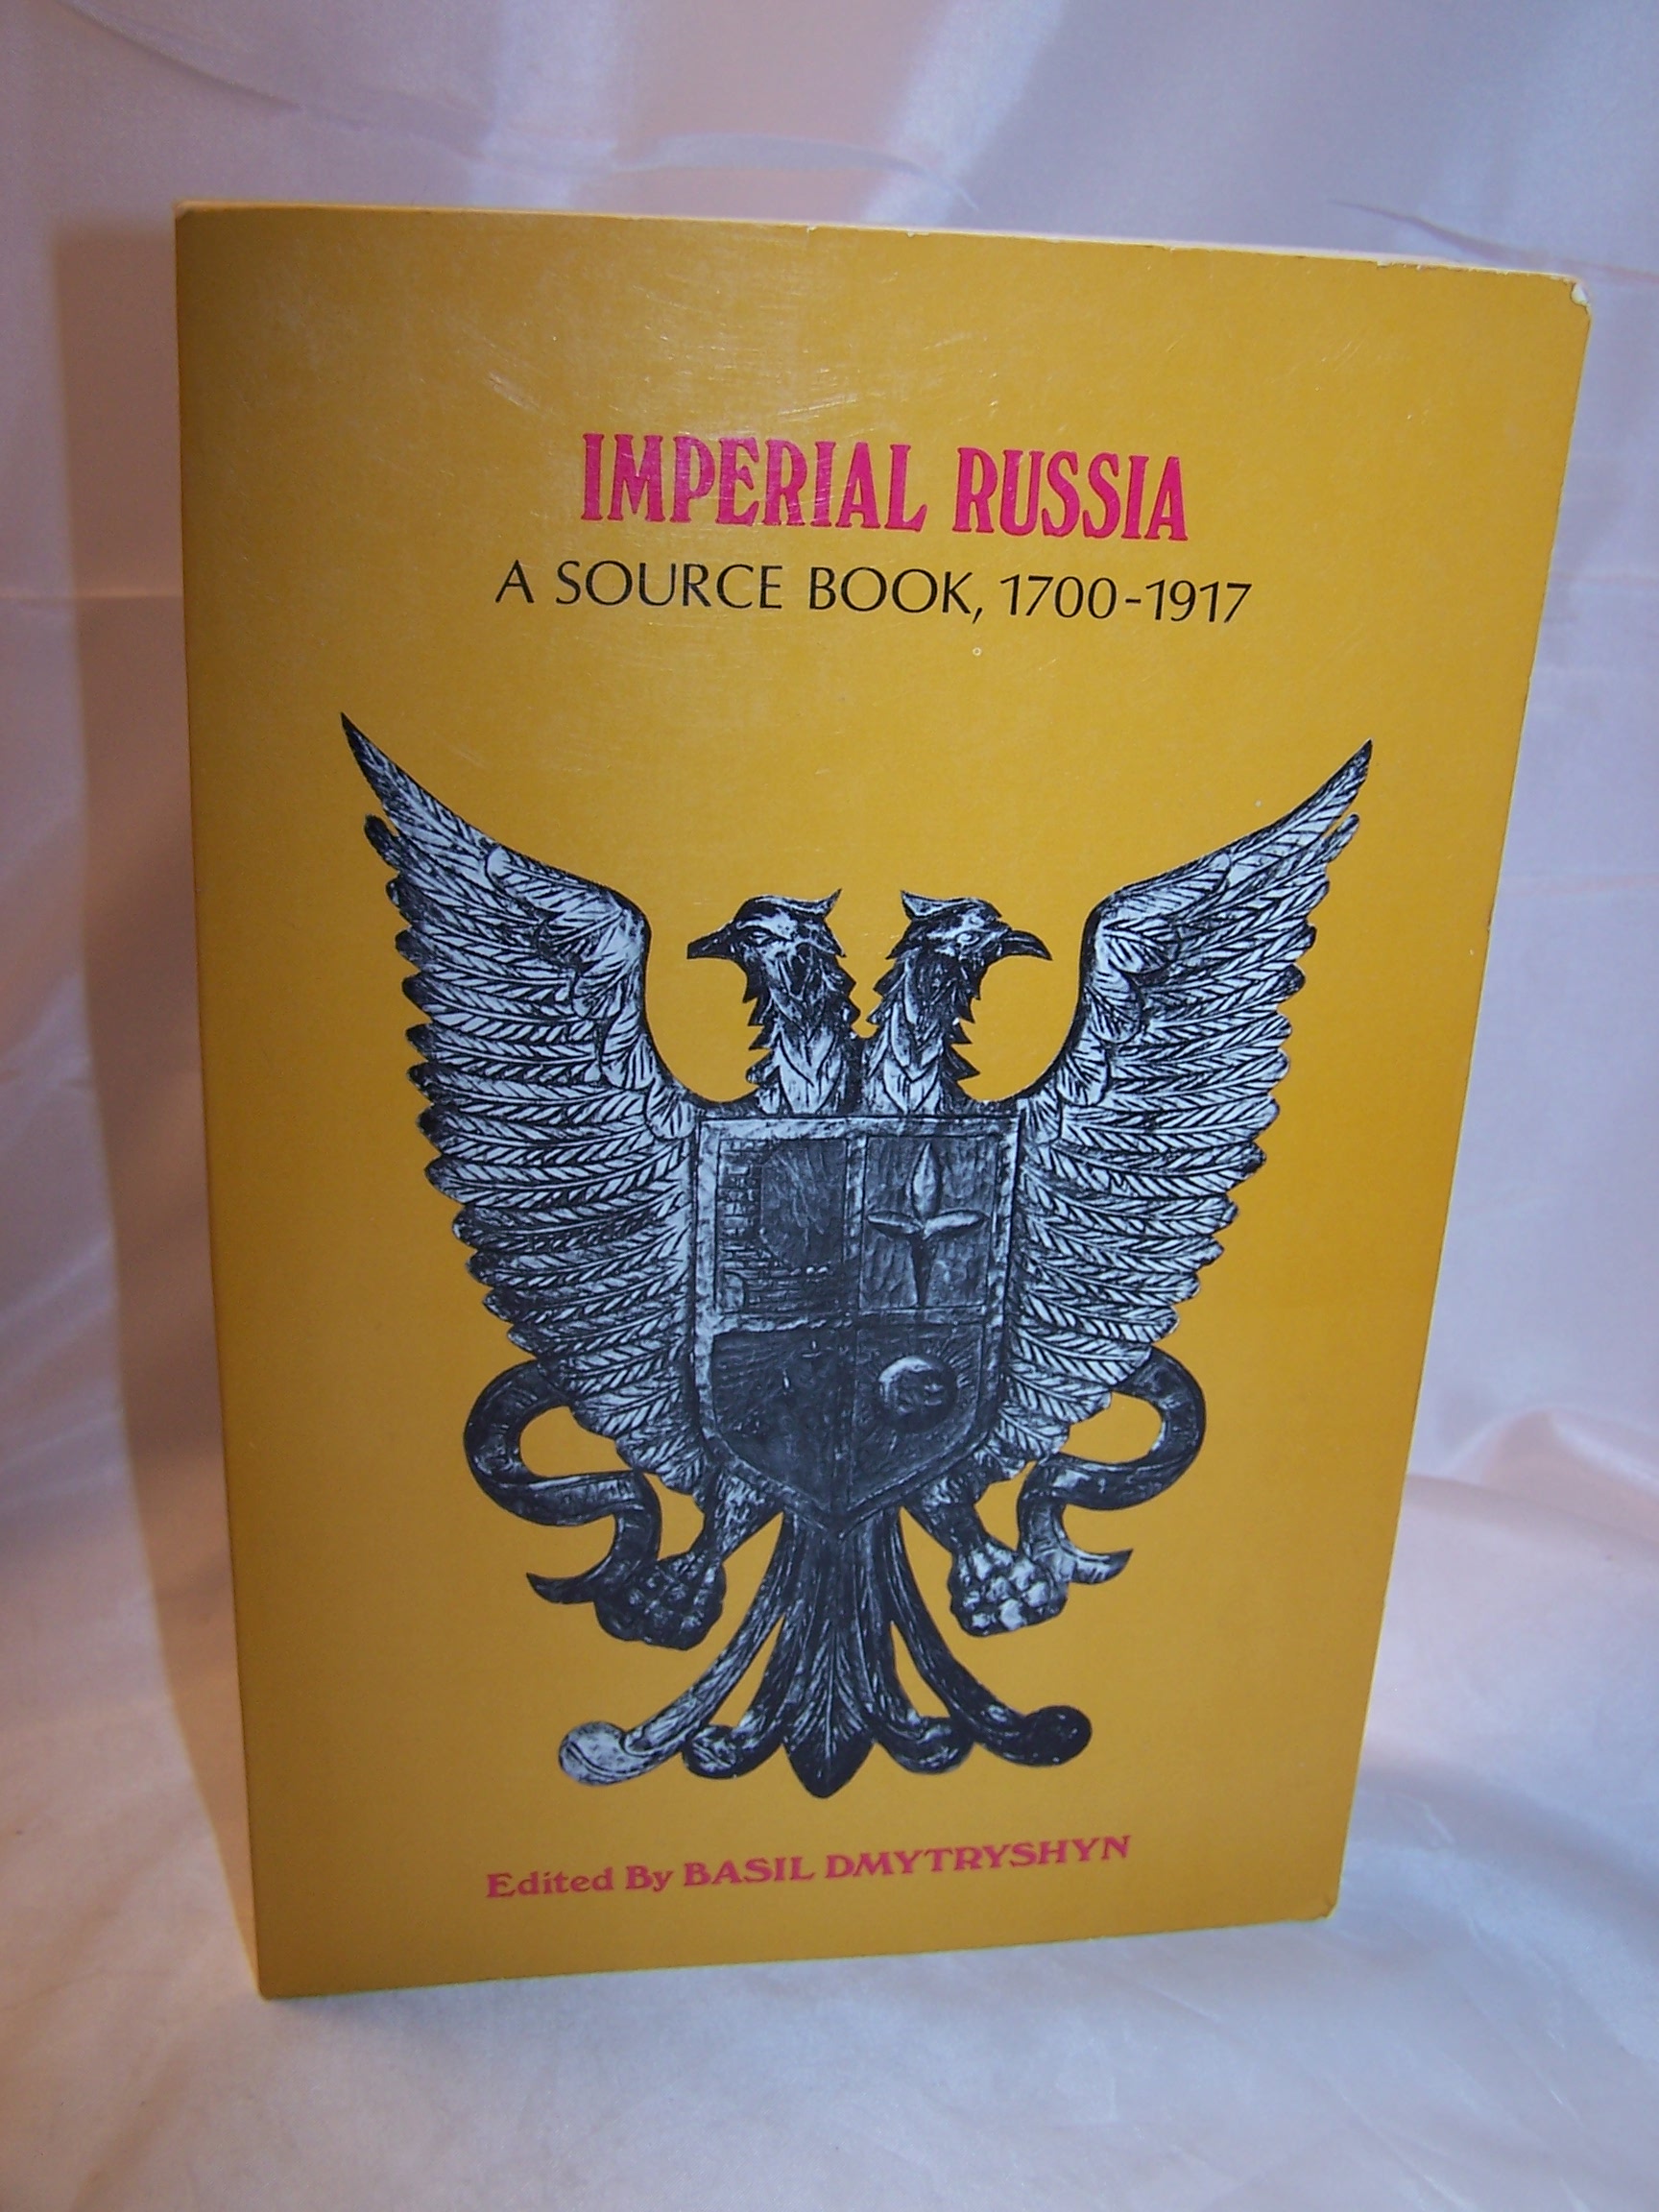 IMPERIAL RUSSIA
A SOURCE BOOK, 1700-1917
Edited By BASIL DMYTRYSHYN